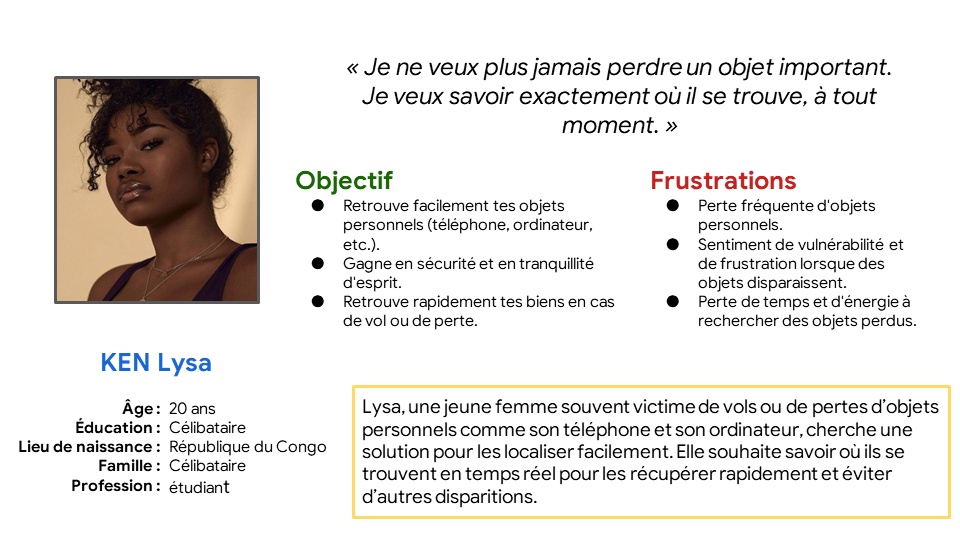 « Je ne veux plus jamais perdre un objet important.
Je veux savoir exactement où il se trouve, à tout
moment. »
Objectif
● Retrouve facilement tes objets
personnels (téléphone, ordinateur,
etc.).
● Gagne en sécurité et en tranquillité
d'esprit.
● Retrouve rapidement tes biens en cas
de vol ou de perte.
Frustrations
● Perte fréquente d'objets
personnels.
● Sentiment de vulnérabilité et
de frustration lorsque des
objets disparaissent.
● Perte de temps et d'énergie à
rechercher des objets perdus.
KEN Lysa
Âge : 20 ans
Éducation : Célibataire
Lieu de naissance : République du Congo
Famille : Célibataire
Profession : étudiant
Lysa, une jeune femme souvent victime de vols ou de pertes d’objets
personnels comme son téléphone et son ordinateur, cherche une
solution pour les localiser facilement. Elle souhaite savoir où ils se
trouvent en temps réel pour les récupérer rapidement et éviter
d’autres disparitions.